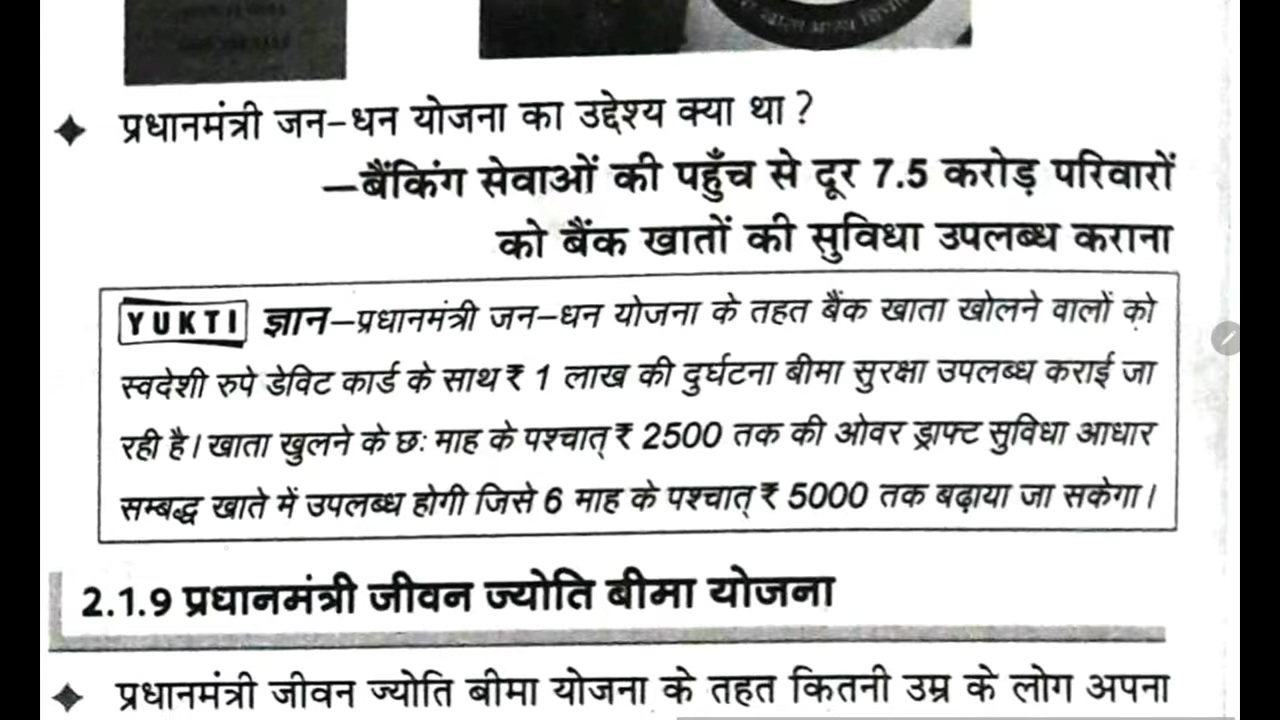 प्रधानमंत्री जन-धन योजना का उद्देश्य क्या था ?
–बैंकिंग सेवाओं की पहुँच से दूर 7.5 करोड़ परिवारों
को बैंक खातों की सुविधा उपलब्ध कराना
YUKTI ज्ञान–प्रधानमंत्री जन-धन योजना के तहत बैंक खाता खोलने वालों को
स्वदेशी रुपे डेविट कार्ड के साथ ₹ 1 लाख की दुर्घटना बीमा सुरक्षा उपलब्ध कराई जा
रही है। खाता खुलने के छः माह के पश्चात् ₹ 2500 तक की ओवर ड्राफ्ट सुविधा आधार
सम्बद्ध खाते में उपलब्ध होगी जिसे 6 माह के पश्चात् ₹ 5000 तक बढ़ाया जा सकेगा।
2.1.9 प्रधानमंत्री जीवन ज्योति बीमा योजना
प्रधानमंत्री जीवन ज्योति बीमा योजना के तहत कितनी उम्र के लोग अपना